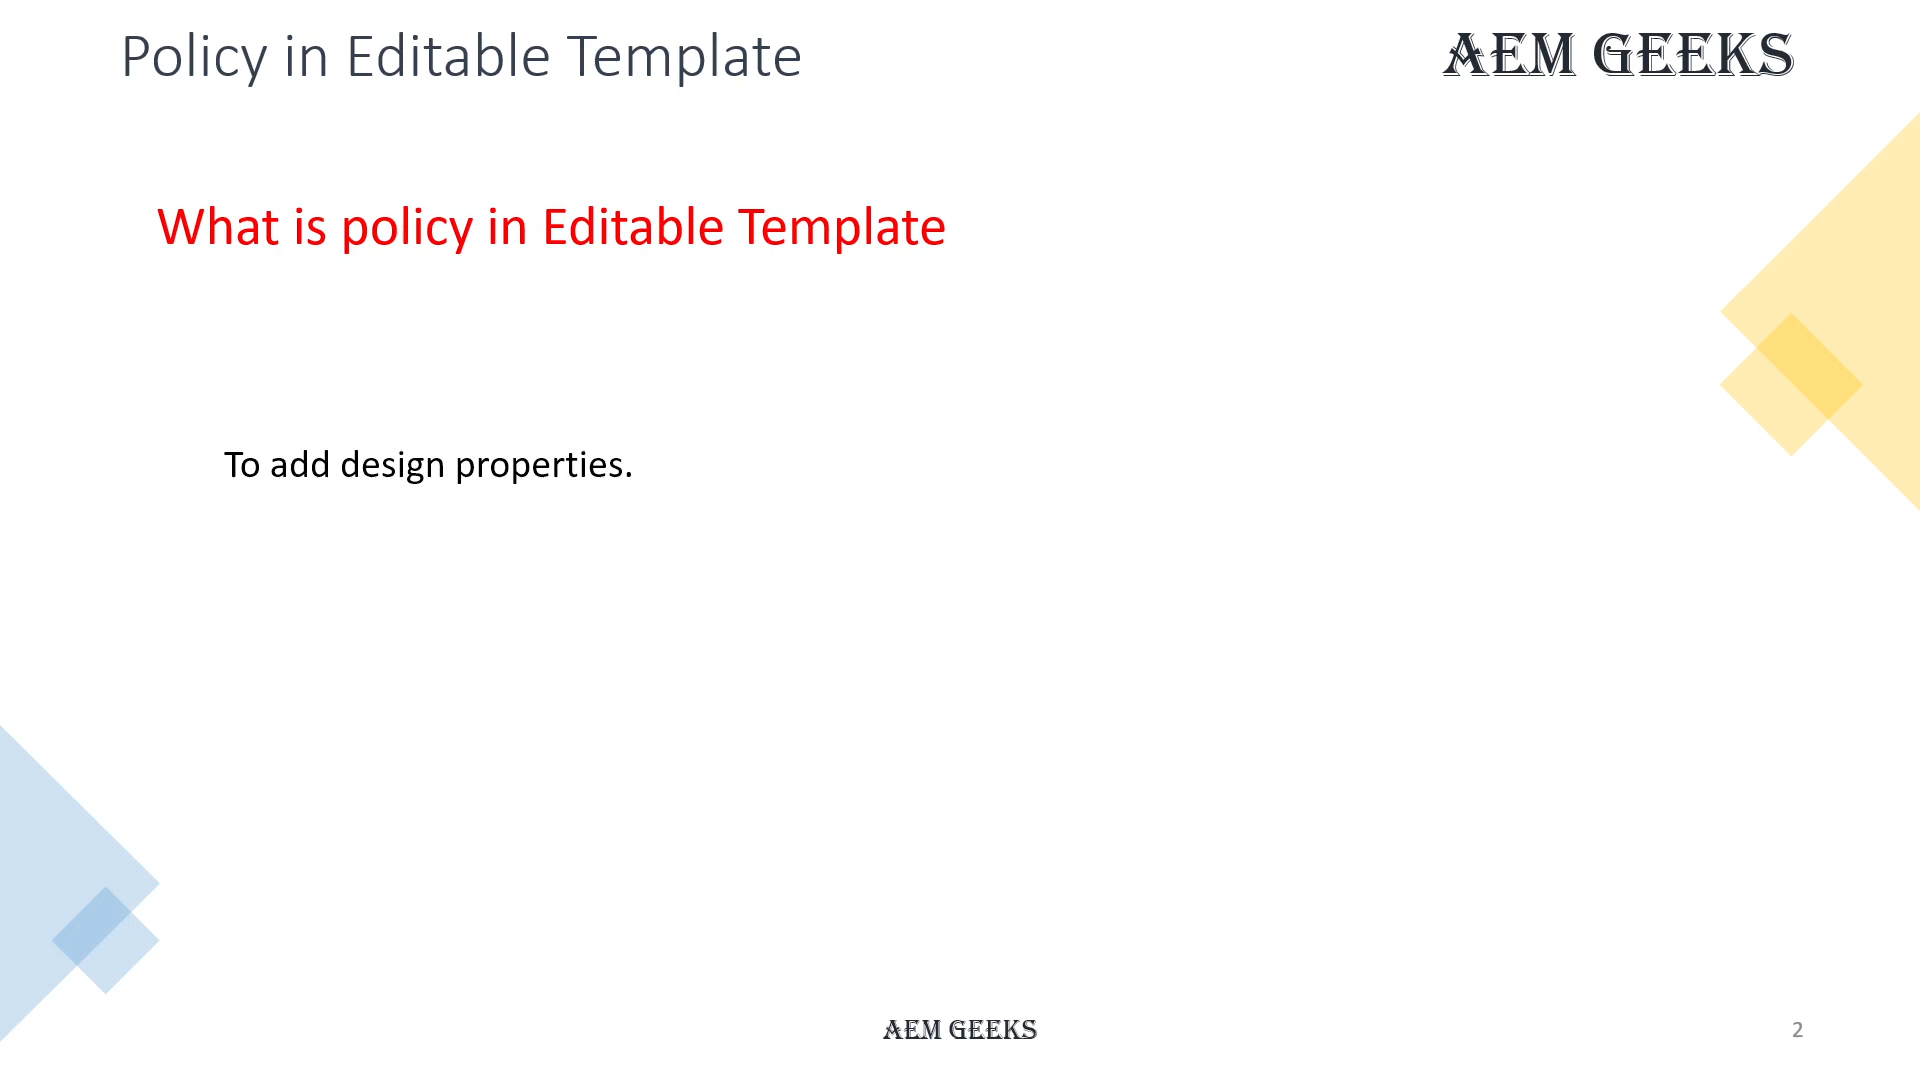 Policy in Editable Template
AEM GEEKS
What is policy in Editable Template
To add design properties.
AEM GEEKS
2